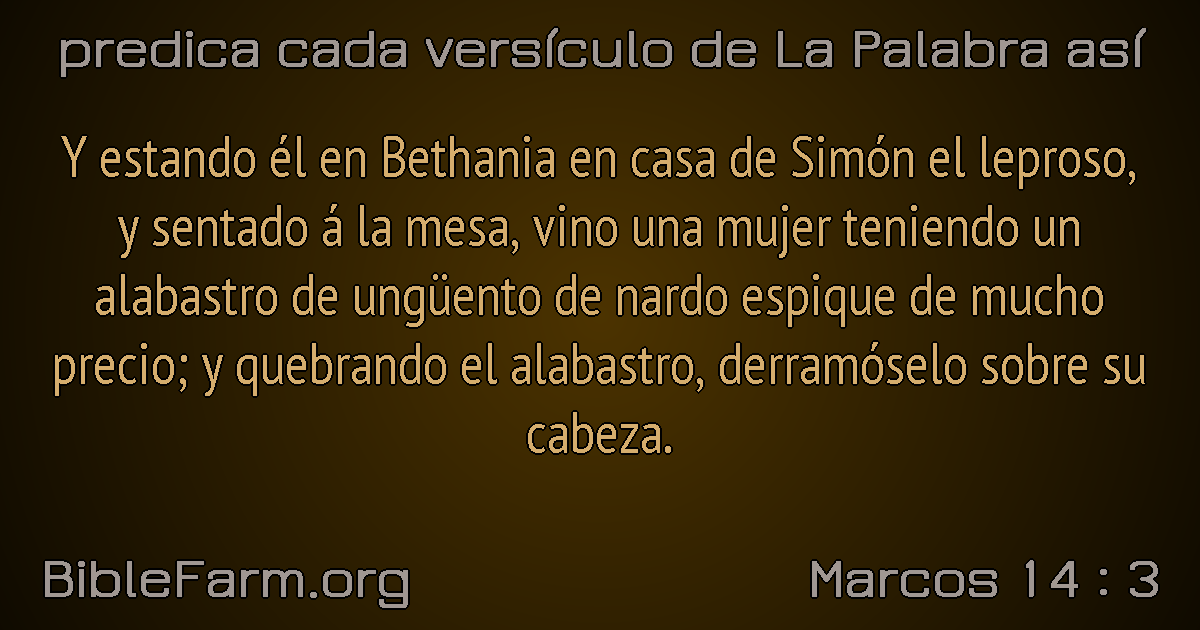 predica cada versículo de La Palabra así
Y estando él en Bethania en casa de Simón el leproso,
y sentado á la mesa, vino una mujer teniendo un
alabastro de ungüento de nardo espique de mucho
precio; y quebrando el alabastro, derramóselo sobre su
cabeza.
BibleFarm.org
Marcos 14 : 3